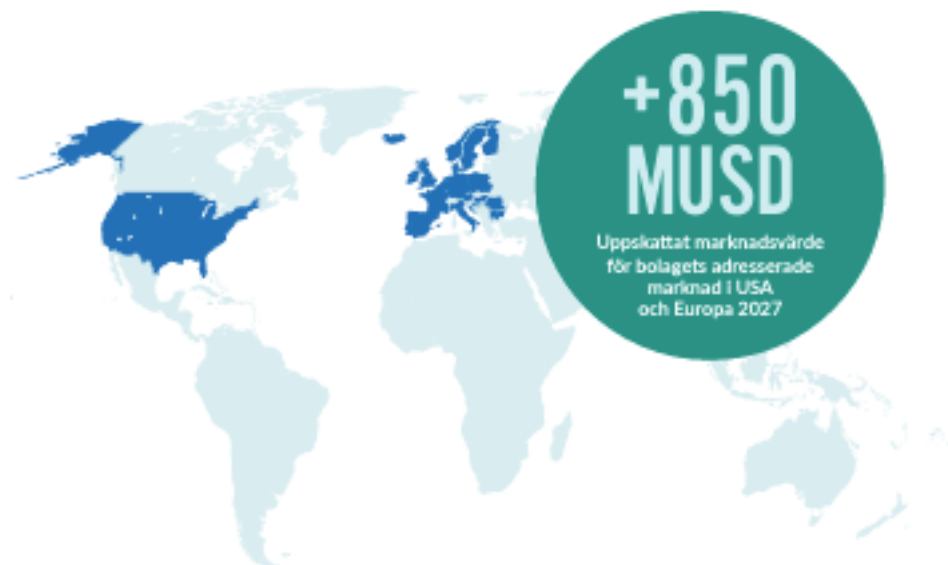 +850
MUSD
Uppskattat marknadsvärde
för bolagets adresserade
marknad i USA
och Europa 2027